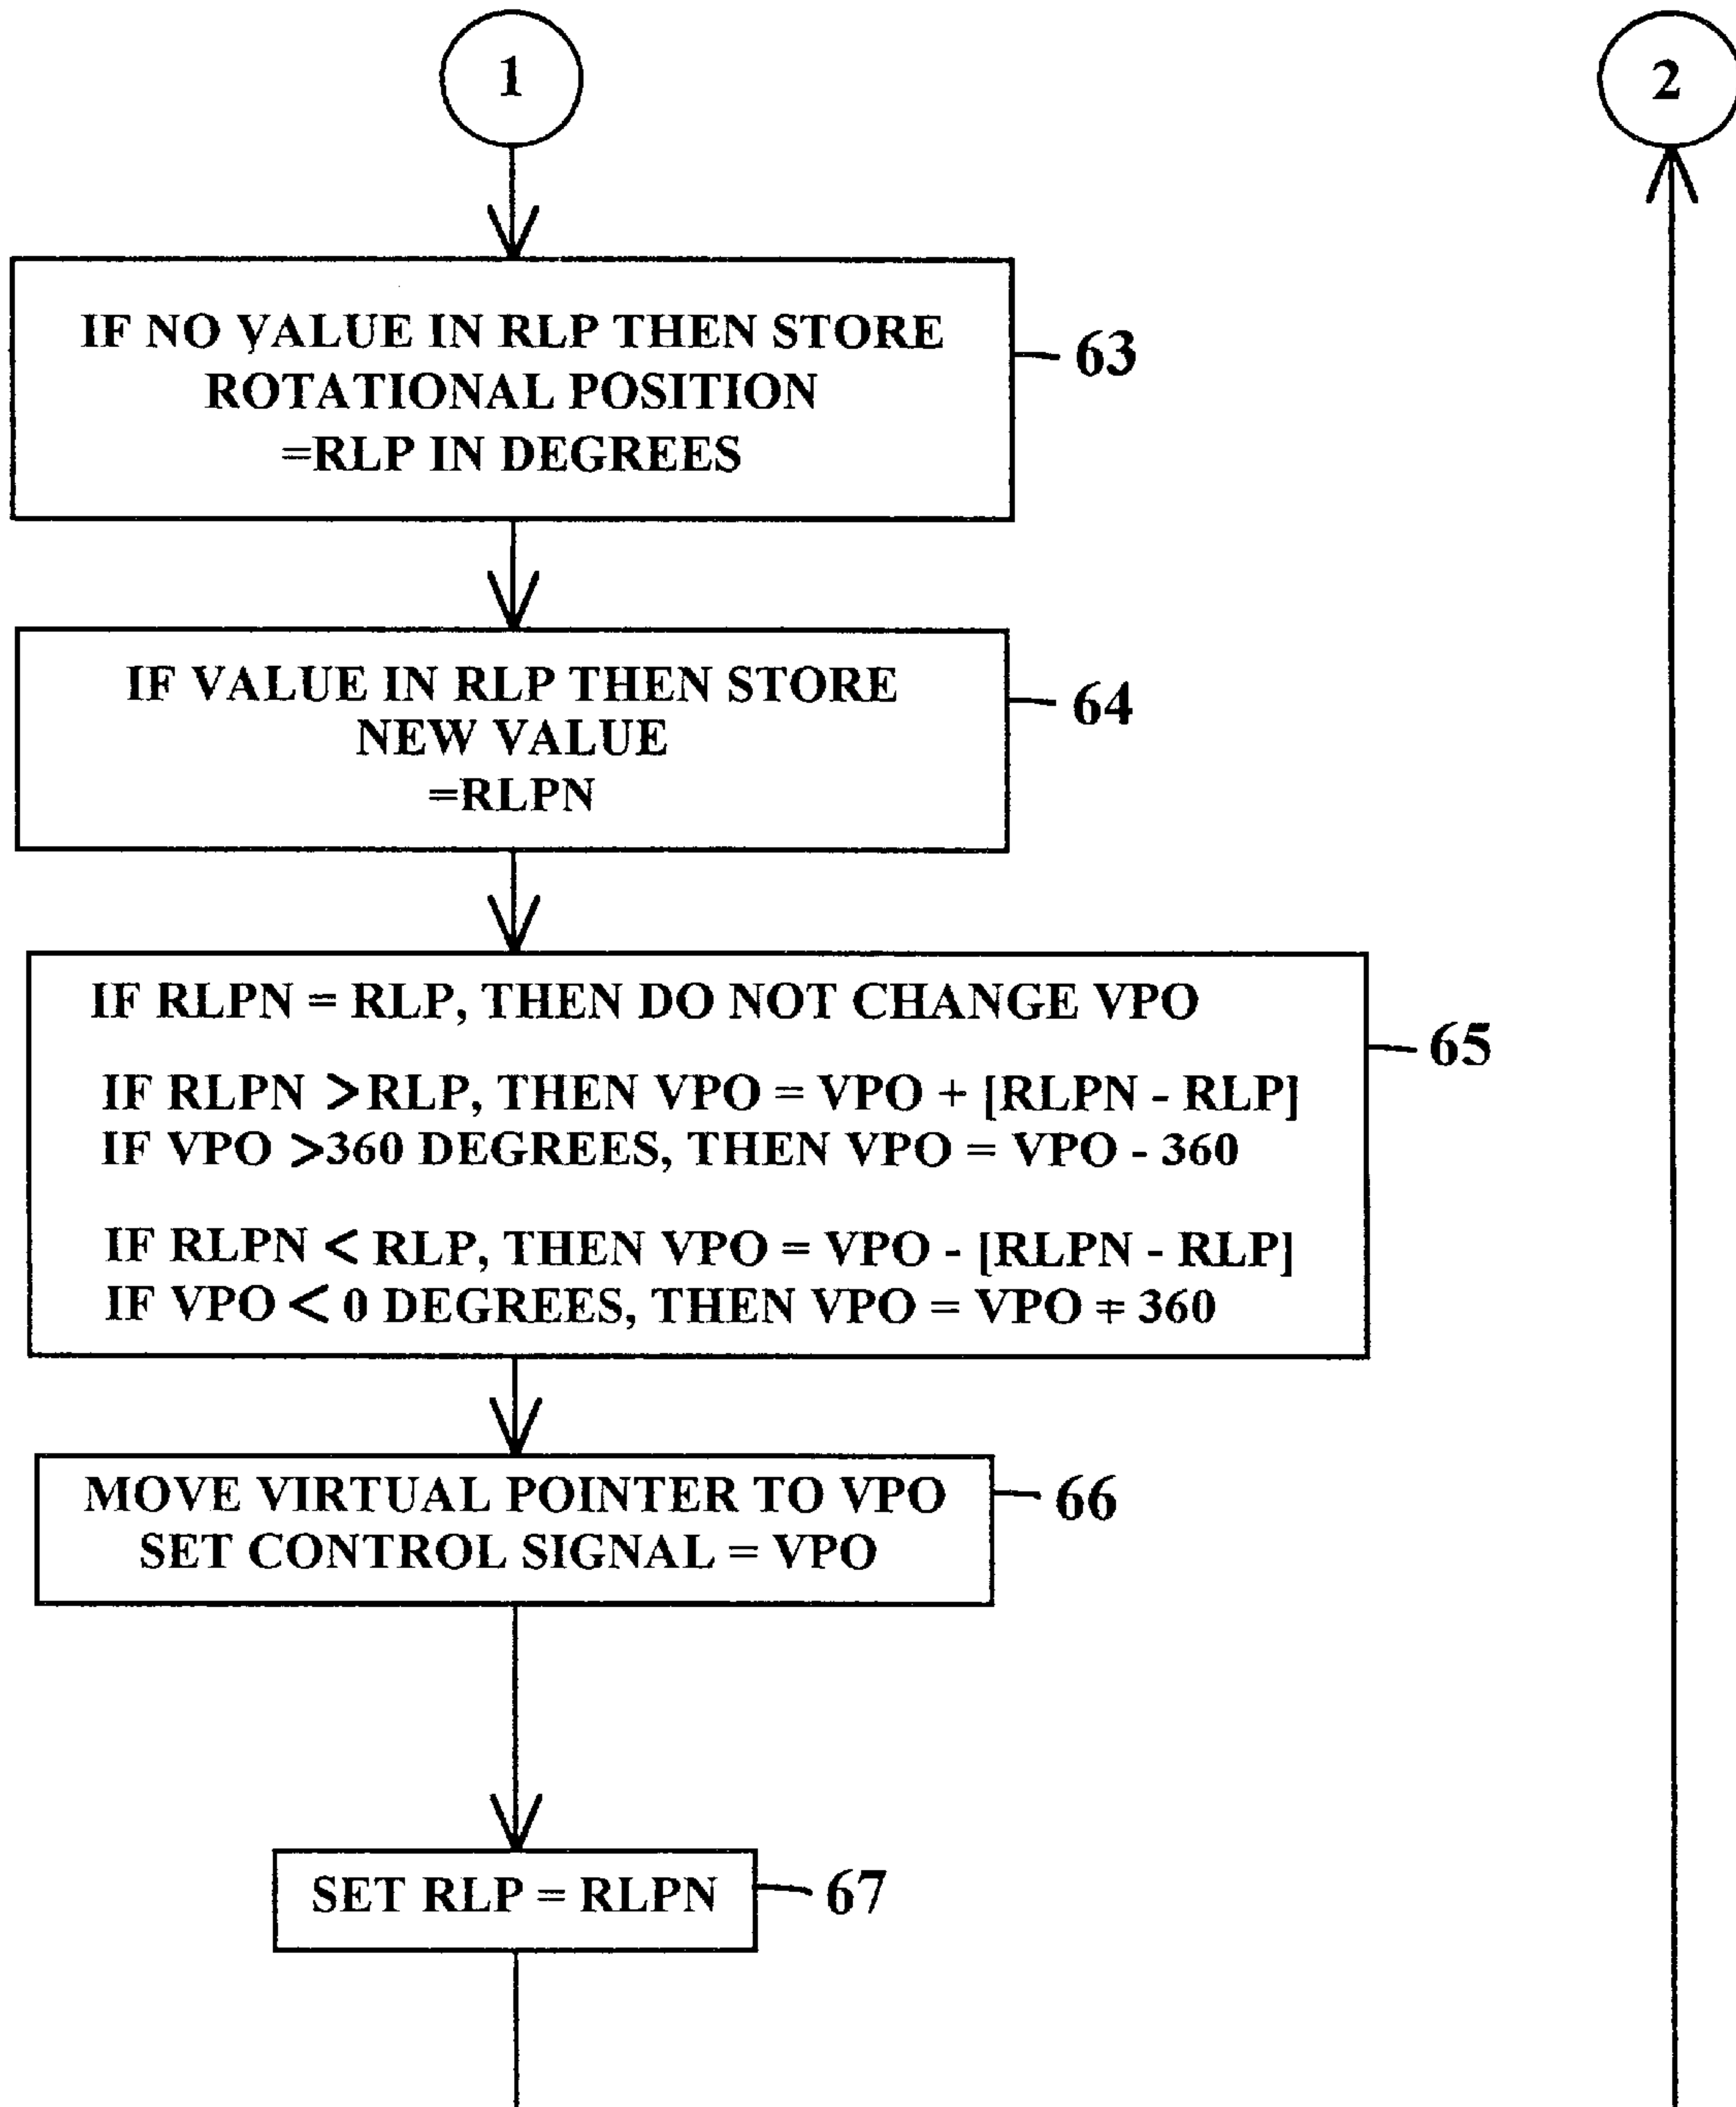 1
2
IF NO VALUE IN RLP THEN STORE
ROTATIONAL POSITION
=RLP IN DEGREES
63
IF VALUE IN RLP THEN STORE
NEW VALUE
=RLPN
64
IF RLPN = RLP, THEN DO NOT CHANGE VPO
IF RLPN >RLP, THEN VPO = VPO + [RLPN - RLP]
IF VPO >360 DEGREES, THEN VPO = VPO - 360
IF RLPN < RLP, THEN VPO = VPO - [RLPN - RLP]
IF VPO < 0 DEGREES, THEN VPO = VPO + 360
65
MOVE VIRTUAL POINTER TO VPO
SET CONTROL SIGNAL = VPO
66
SET RLP = RLPN
67